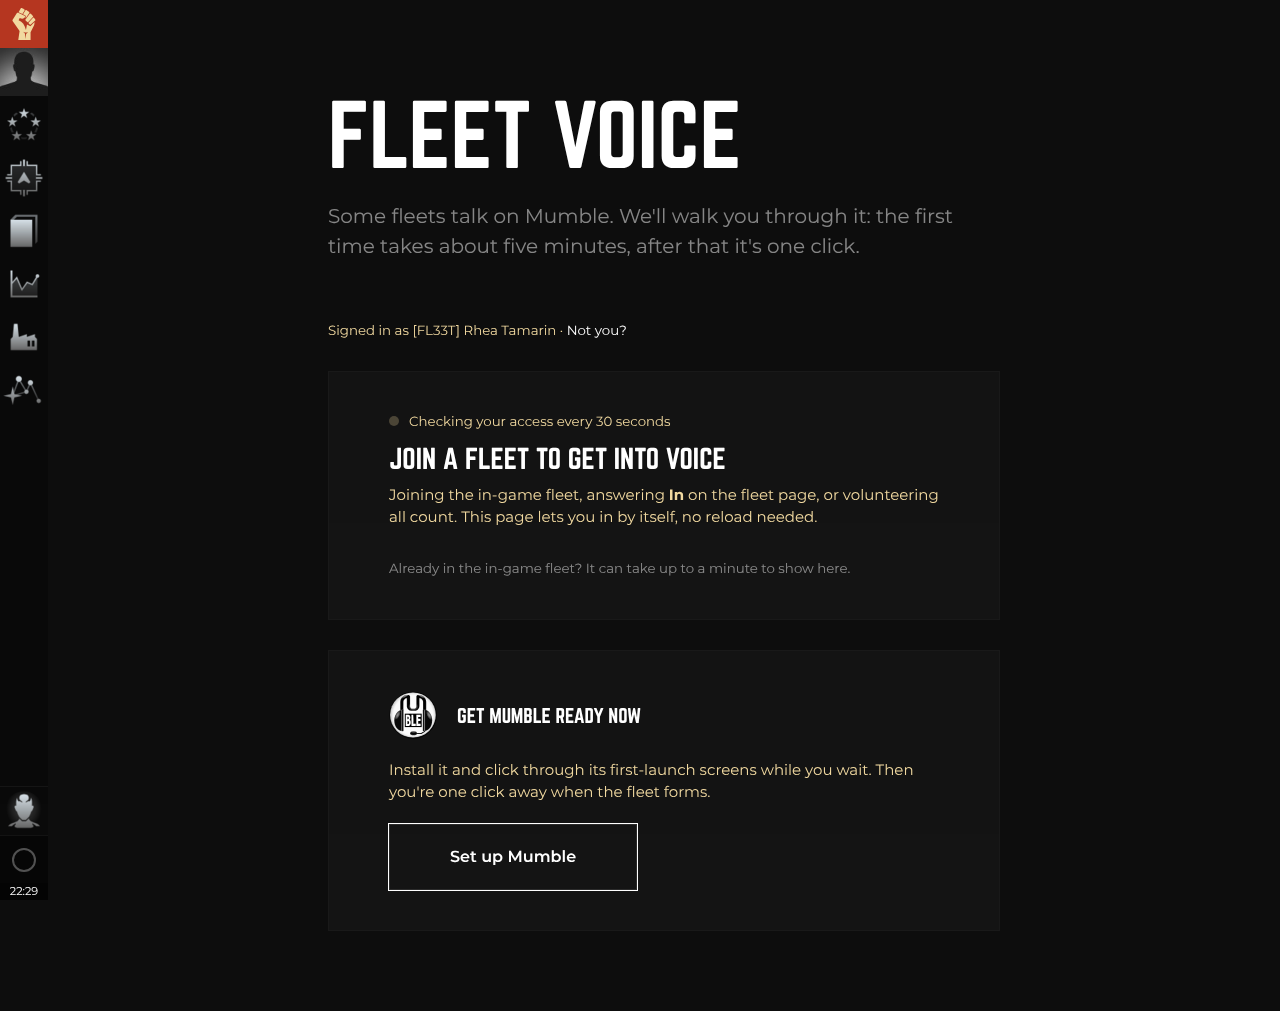 FLEET VOICE
Some fleets talk on Mumble. We'll walk you through it: the first
time takes about five minutes, after that it's one click.
Signed in as [FL33T] Rhea Tamarin · Not you?
Checking your access every 30 seconds
JOIN A FLEET TO GET INTO VOICE
Joining the in-game fleet, answering In on the fleet page, or volunteering
all count. This page lets you in by itself, no reload needed.
Already in the in-game fleet? It can take up to a minute to show here.
BLE
GET MUMBLE READY NOW
Install it and click through its first-launch screens while you wait. Then
you're one click away when the fleet forms.
Set up Mumble
22:29